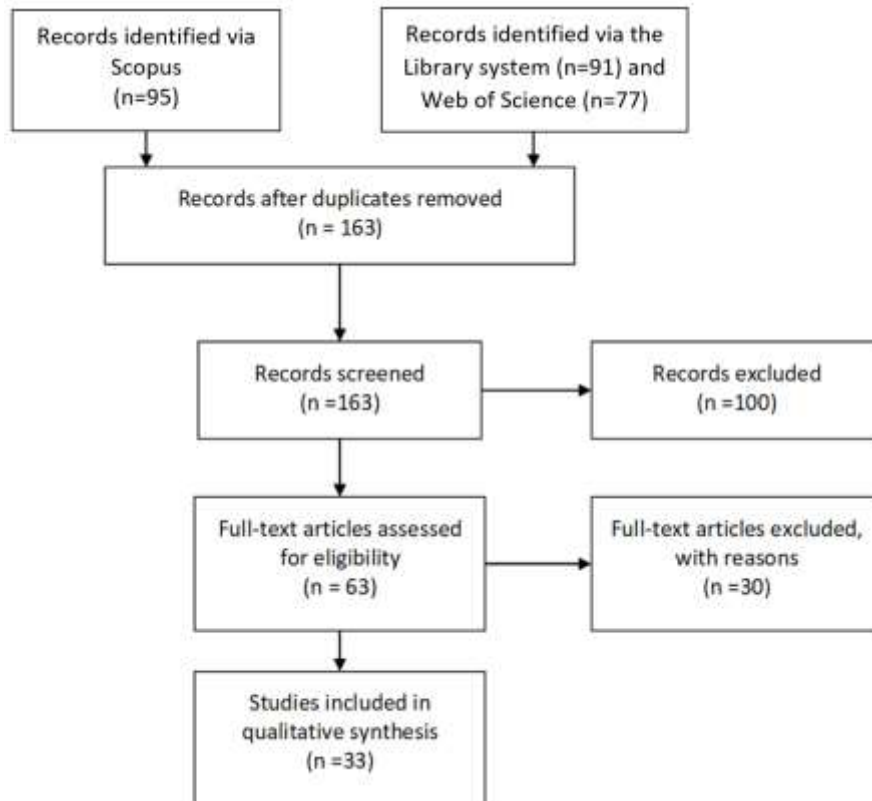 Records identified via
Scopus
(n=95)
Records identified via the
Library system (n=91) and
Web of Science (n=77)
Records after duplicates removed
(n = 163)
Records screened
(n =163)
Records excluded
(n =100)
Full-text articles assessed
for eligibility
(n = 63)
Full-text articles excluded,
with reasons
(n =30)
Studies included in
qualitative synthesis
(n =33)